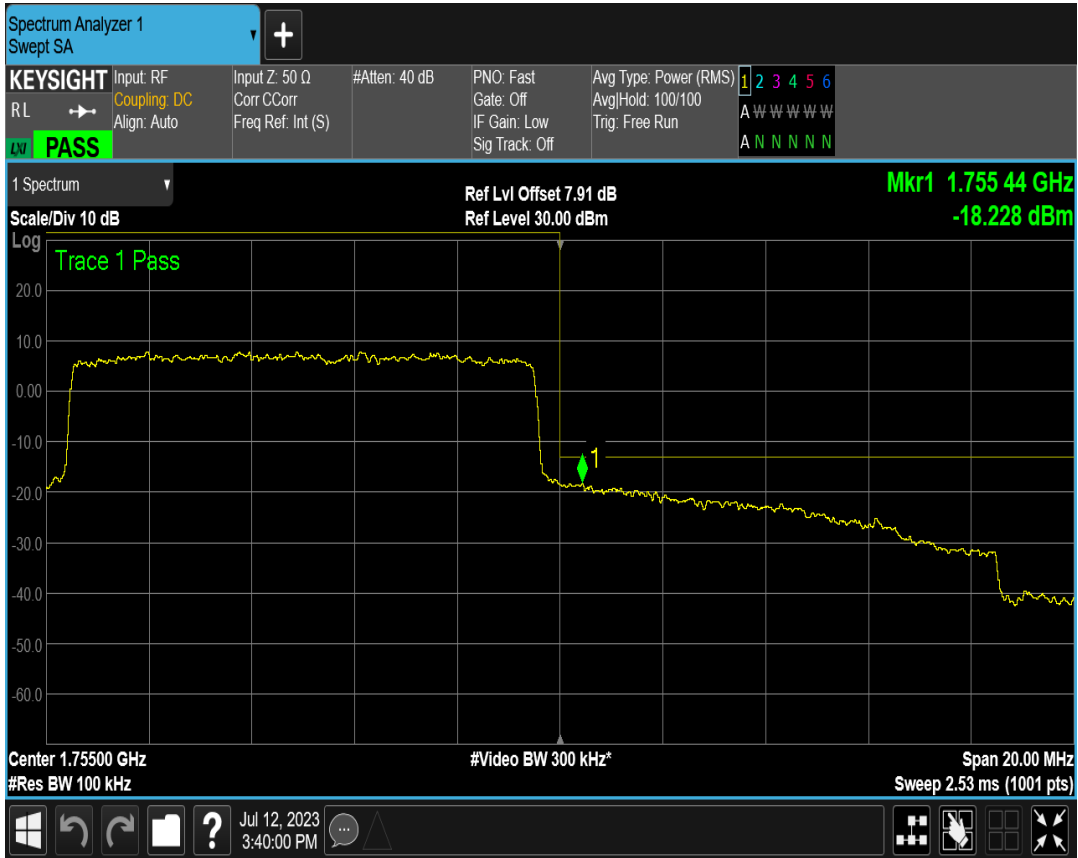 Spectrum Analyzer 1
Swept SA
KEYSIGHT
RL
LXI PASS
Input: RF
Coupling: DC
Align: Auto
Input Z: 50 Ω
Corr CCorr
Freq Ref: Int (S)
#Atten: 40 dB
PNO: Fast
Gate: Off
IF Gain: Low
Sig Track: Off
Avg Type: Power (RMS)
Avg|Hold: 100/100
Trig: Free Run
1 2 3 4 5 6
A W W W W W
A N N N N N
1 Spectrum
Scale/Div 10 dB
Ref Lvl Offset 7.91 dB
Ref Level 30.00 dBm
Mkr1 1.755 44 GHz
-18.228 dBm
Log
Trace 1 Pass
20.0
10.0
0.00
-10.0
1
-20.0
-30.0
-40.0
-50.0
-60.0
Center 1.75500 GHz
#Video BW 300 kHz*
Span 20.00 MHz
#Res BW 100 kHz
Sweep 2.53 ms (1001 pts)
?
Jul 12, 2023
3:40:00 PM